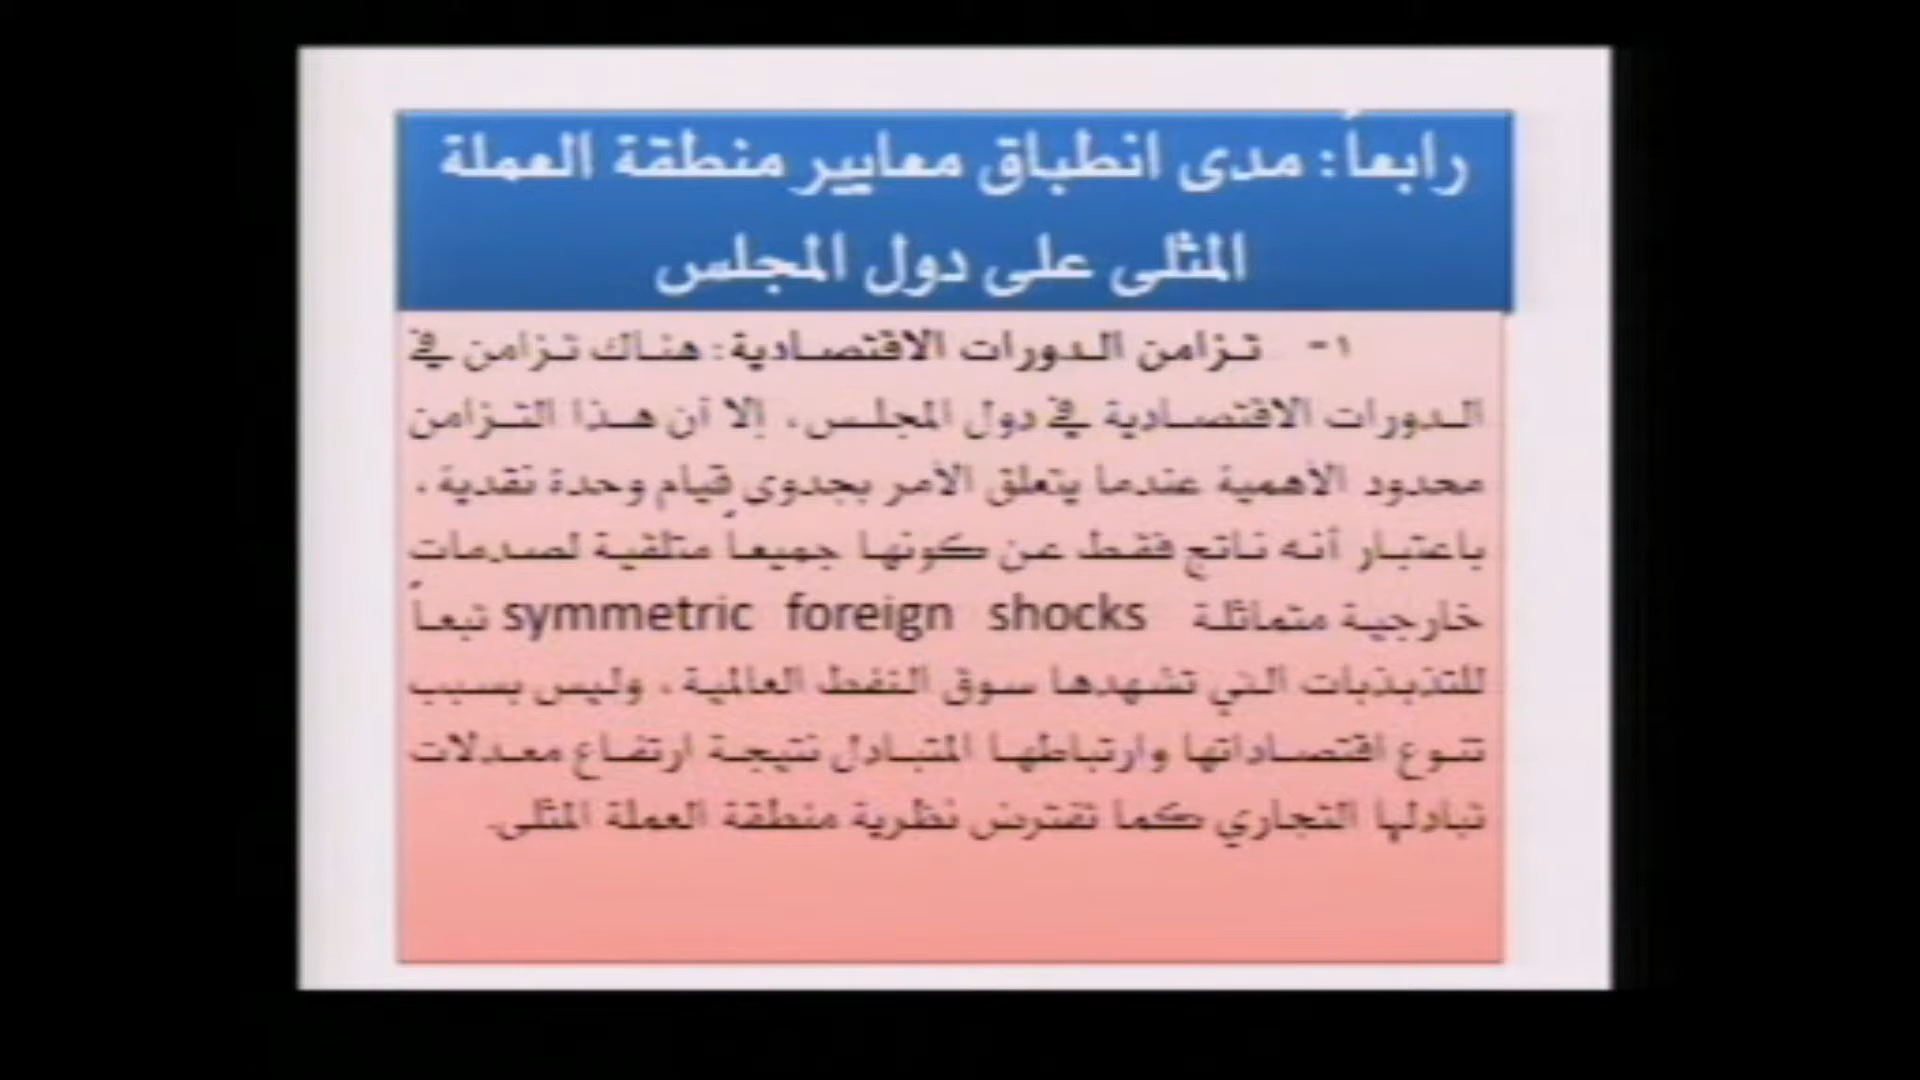 رابعاً: مدى انطباق معايير منطقة العملة
المثلى على دول المجلس
١- تزامن الدورات الاقتصادية: هناك تزامن في
الدورات الاقتصادية في دول المجلس، إلا أن هذا التزامن
محدود الأهمية عندما يتعلق الأمر بجدوى قيام وحدة نقدية،
باعتبار أنه ناتج فقط عن كونها جميعاً متلقية لصدمات
خارجية متماثلة symmetric foreign shocks تبعاً
للتذبذبات التي تشهدها سوق النفط العالمية، وليس بسبب
تنوع اقتصاداتها وارتباطها المتبادل نتيجة ارتفاع معدلات
تبادلها التجاري كما تفترض نظرية منطقة العملة المثلى.